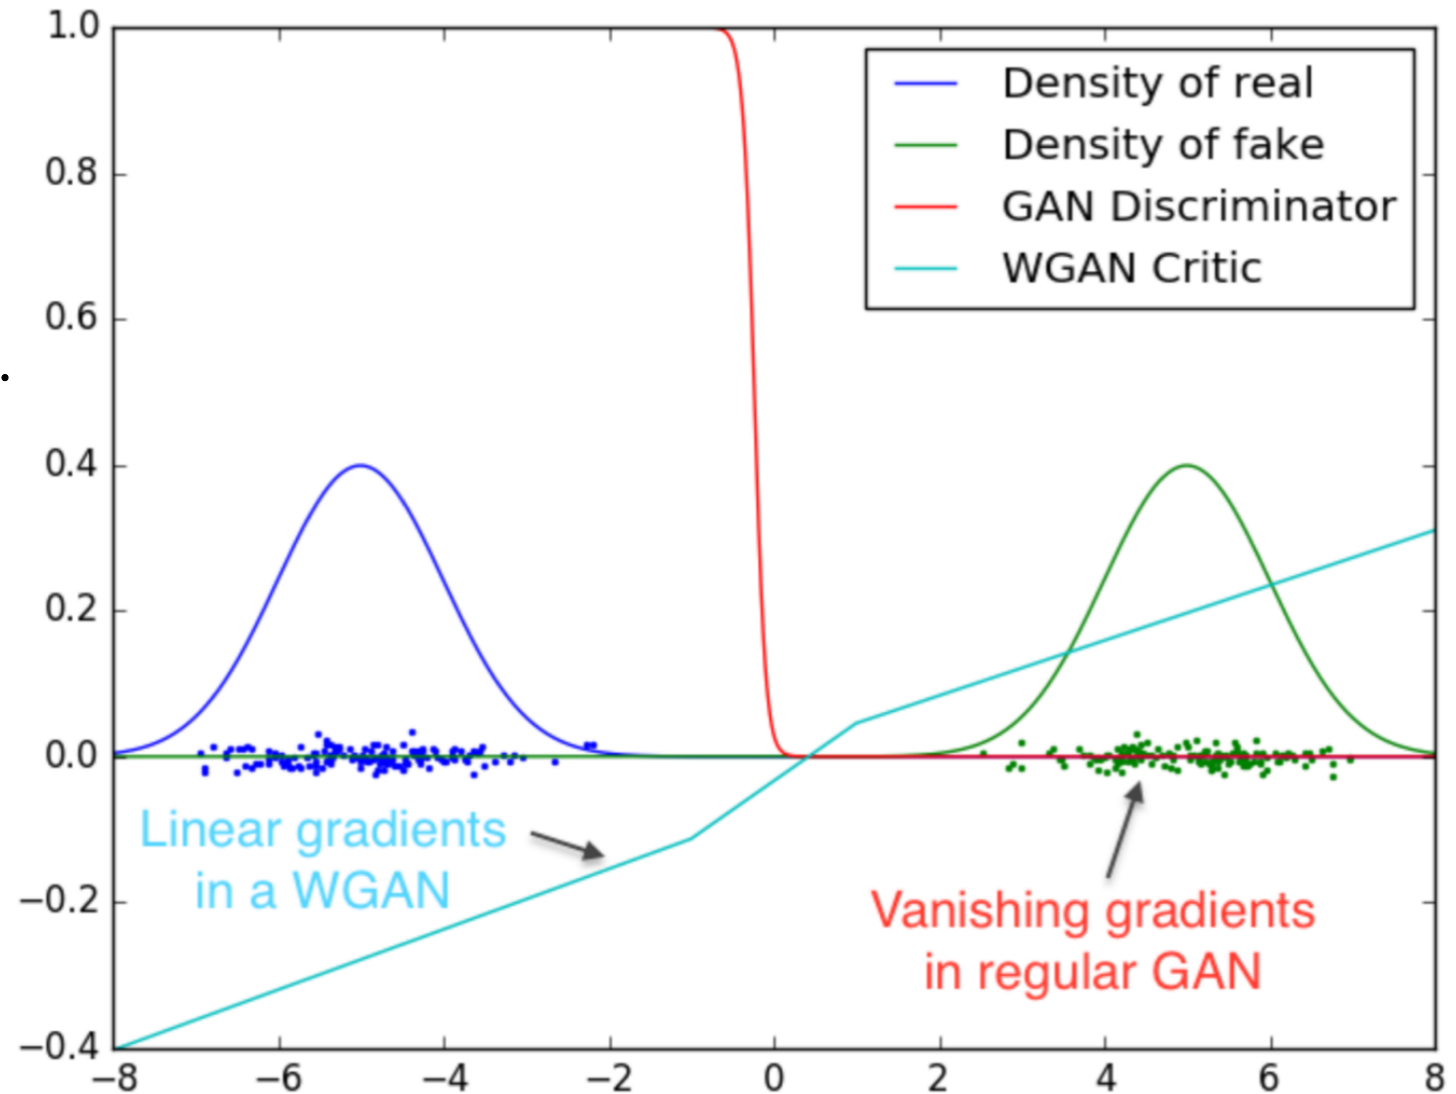 1.0
0.8
0.6
0.4
0.2
0.0
−0.2
−0.4
Density of real
Density of fake
GAN Discriminator
WGAN Critic
Linear gradients
in a WGAN
Vanishing gradients
in regular GAN
−8 −6 −4 −2 0 2 4 6 8